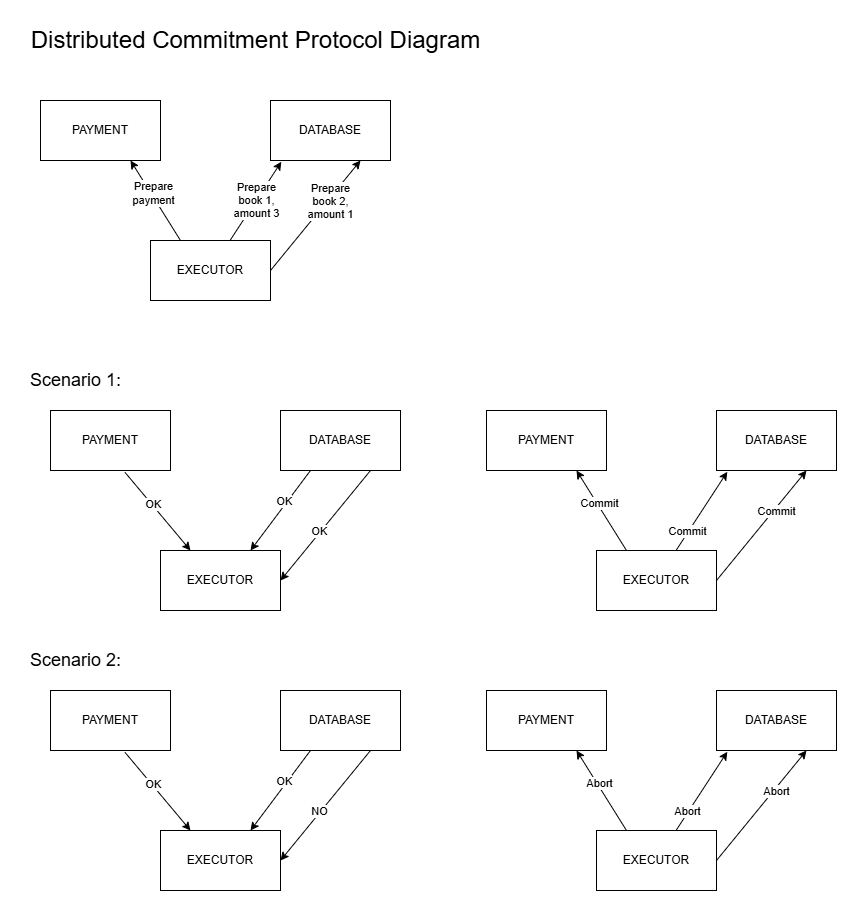 Distributed Commitment Protocol Diagram
PAYMENT
DATABASE
Prepare
payment
Prepare
book 1,
amount 3
Prepare
book 2,
amount 1
EXECUTOR
Scenario 1:
PAYMENT
DATABASE
OK
OK
OK
EXECUTOR
PAYMENT
DATABASE
Commit
Commit
Commit
EXECUTOR
Scenario 2:
PAYMENT
DATABASE
OK
OK
NO
EXECUTOR
PAYMENT
DATABASE
Abort
Abort
Abort
EXECUTOR